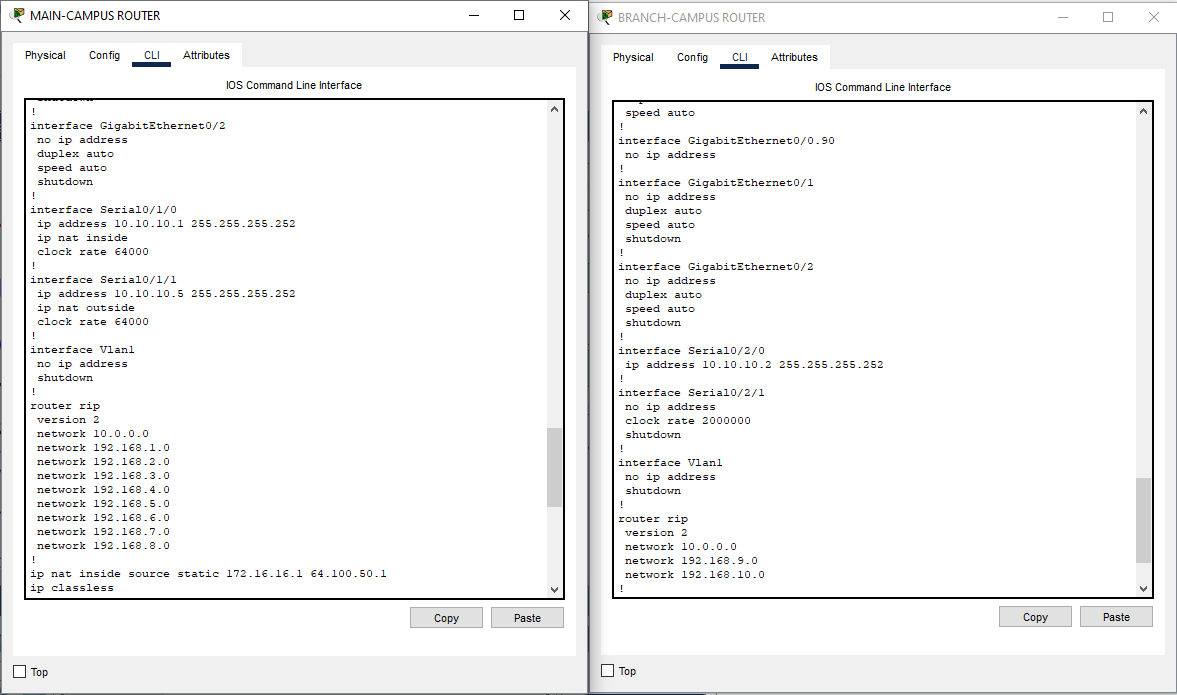 MAIN-CAMPUS ROUTER
Physical Config CLI Attributes
IOS Command Line Interface
!
interface GigabitEthernet0/2
no ip address
duplex auto
speed auto
shutdown
!
interface Serial0/1/0
ip address 10.10.10.1 255.255.255.252
ip nat inside
clock rate 64000
!
interface Serial0/1/1
ip address 10.10.10.5 255.255.255.252
ip nat outside
clock rate 64000
!
interface Vlan1
no ip address
shutdown
!
router rip
version 2
network 10.0.0.0
network 192.168.1.0
network 192.168.2.0
network 192.168.3.0
network 192.168.4.0
network 192.168.5.0
network 192.168.6.0
network 192.168.7.0
network 192.168.8.0
!
ip nat inside source static 172.16.16.1 64.100.50.1
ip classless
Copy Paste
Top
BRANCH-CAMPUS ROUTER
Physical Config CLI Attributes
IOS Command Line Interface
speed auto
!
interface GigabitEthernet0/0.90
no ip address
!
interface GigabitEthernet0/1
no ip address
duplex auto
speed auto
shutdown
!
interface GigabitEthernet0/2
no ip address
duplex auto
speed auto
shutdown
!
interface Serial0/2/0
ip address 10.10.10.2 255.255.255.252
!
interface Serial0/2/1
no ip address
clock rate 2000000
shutdown
!
interface Vlan1
no ip address
shutdown
!
router rip
version 2
network 10.0.0.0
network 192.168.9.0
network 192.168.10.0
!
Copy Paste
Top